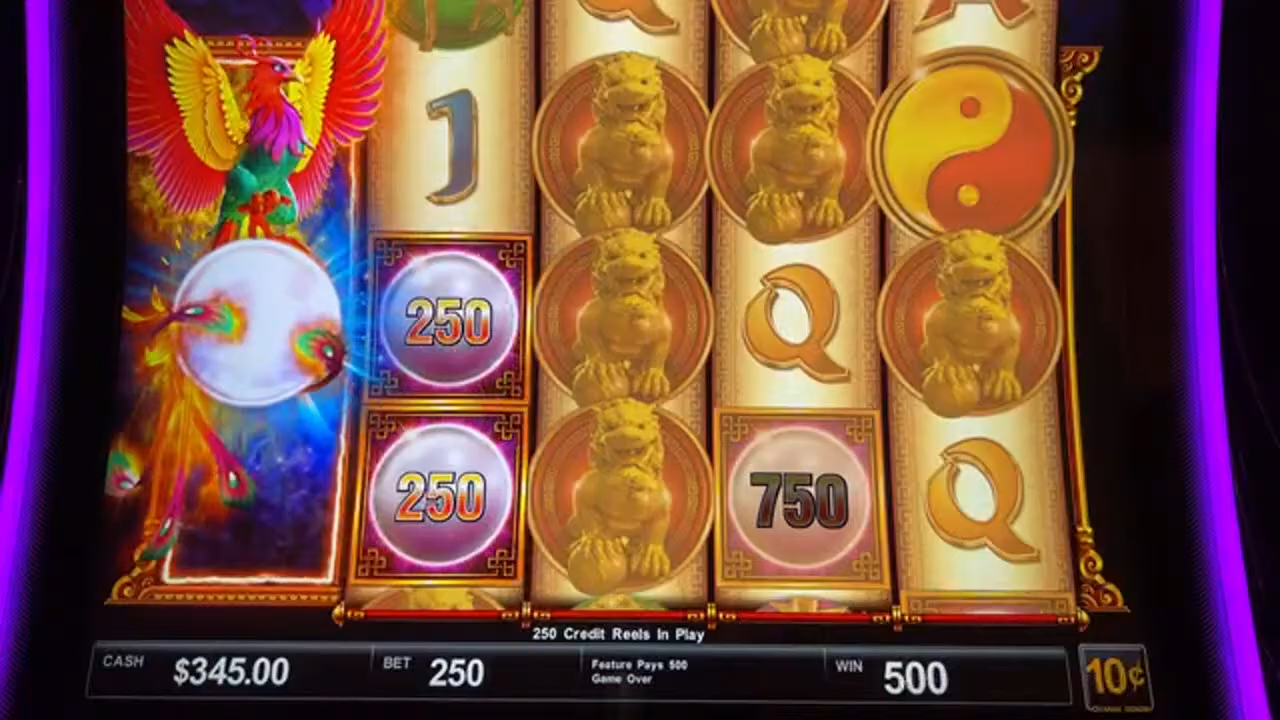 Q
A
J
250
Q
250
750
Q
250 Credit Reels In Play
CASH $345.00 BET 250 Feature Pays 500 WIN 500 10¢
Game Over